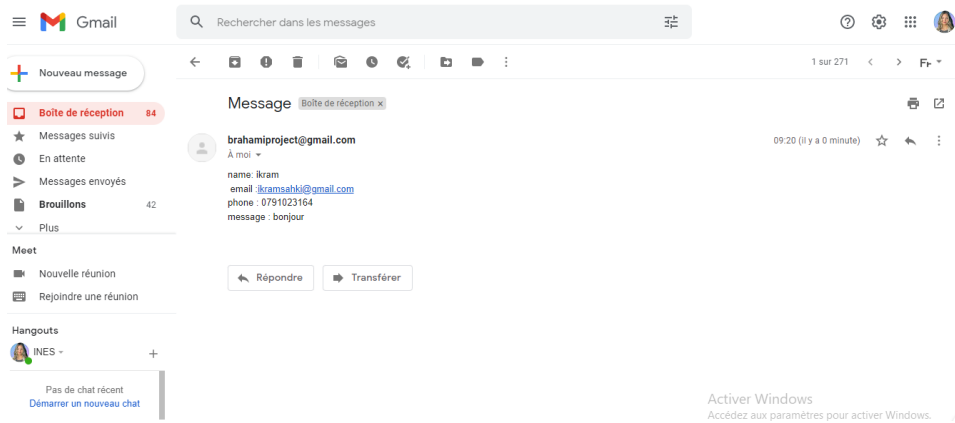 Gmail
Rechercher dans les messages
Nouveau message
1 sur 271
Fr
Boîte de réception 84
Messages suivis
En attente
Messages envoyés
Brouillons 42
Plus
Meet
Nouvelle réunion
Rejoindre une réunion
Hangouts
INES
Pas de chat récent
Démarrer un nouveau chat
Message Boîte de réception x
brahamiproject@gmail.com 09:20 (il y a 0 minute)
À moi
name: ikram
email :ikramsahki@gmail.com
phone : 0791023164
message : bonjour
Répondre Transférer
Activer Windows
Accédez aux paramètres pour activer Windows.